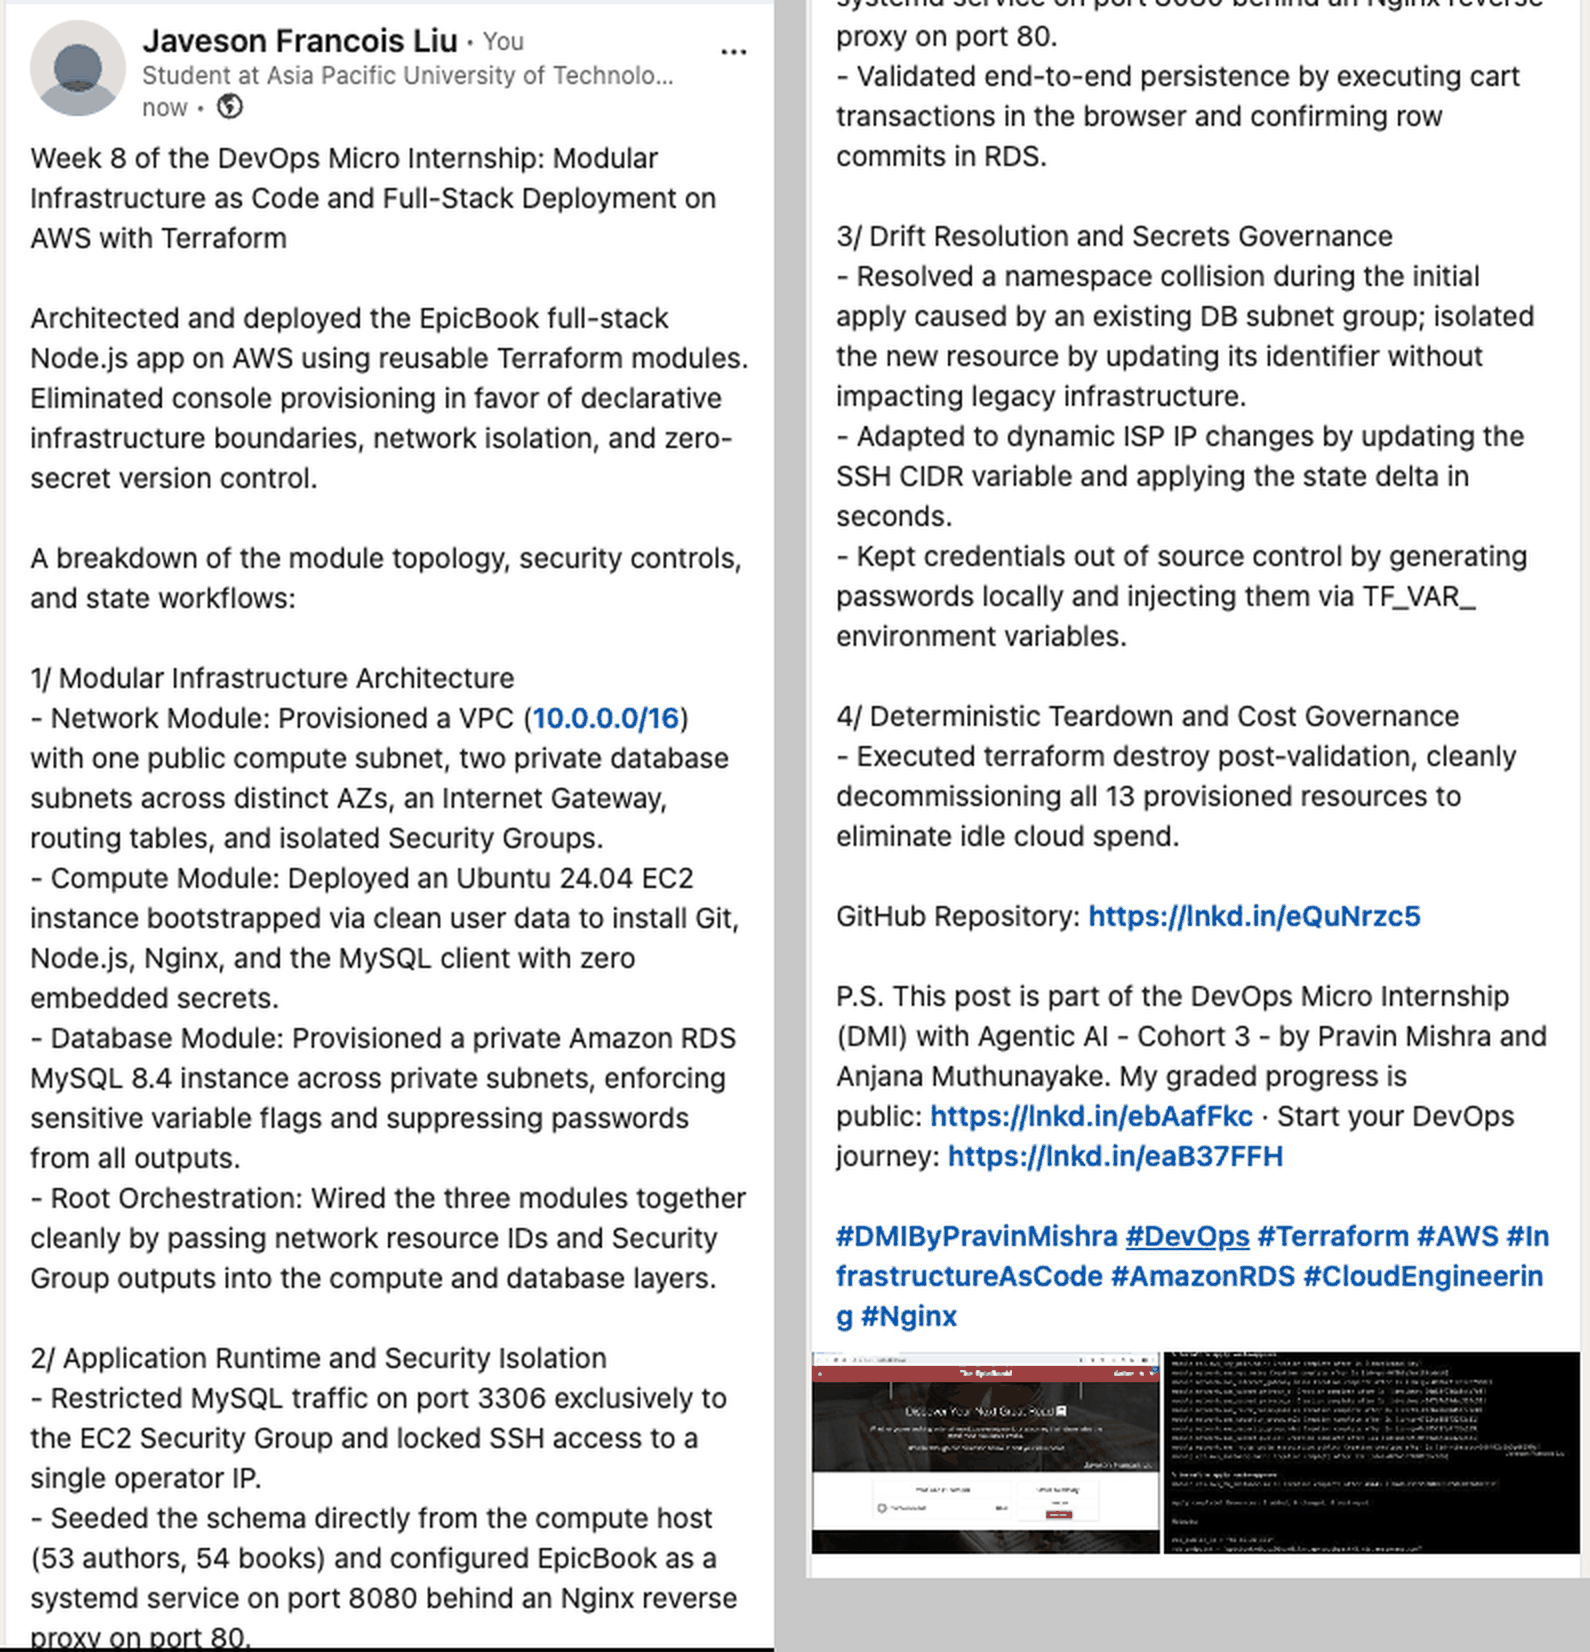 Javeson Francois Liu · You
Student at Asia Pacific University of Technolo...
now ·
Week 8 of the DevOps Micro Internship: Modular
Infrastructure as Code and Full-Stack Deployment on
AWS with Terraform
Architected and deployed the EpicBook full-stack
Node.js app on AWS using reusable Terraform modules.
Eliminated console provisioning in favor of declarative
infrastructure boundaries, network isolation, and zero-
secret version control.
A breakdown of the module topology, security controls,
and state workflows:
1/ Modular Infrastructure Architecture
- Network Module: Provisioned a VPC (10.0.0.0/16)
with one public compute subnet, two private database
subnets across distinct AZs, an Internet Gateway,
routing tables, and isolated Security Groups.
- Compute Module: Deployed an Ubuntu 24.04 EC2
instance bootstrapped via clean user data to install Git,
Node.js, Nginx, and the MySQL client with zero
embedded secrets.
- Database Module: Provisioned a private Amazon RDS
MySQL 8.4 instance across private subnets, enforcing
sensitive variable flags and suppressing passwords
from all outputs.
- Root Orchestration: Wired the three modules together
cleanly by passing network resource IDs and Security
Group outputs into the compute and database layers.
2/ Application Runtime and Security Isolation
- Restricted MySQL traffic on port 3306 exclusively to
the EC2 Security Group and locked SSH access to a
single operator IP.
- Seeded the schema directly from the compute host
(53 authors, 54 books) and configured EpicBook as a
systemd service on port 8080 behind an Nginx reverse
proxy on port 80.
systemd service on port 8080 behind an Nginx reverse
proxy on port 80.
- Validated end-to-end persistence by executing cart
transactions in the browser and confirming row
commits in RDS.
3/ Drift Resolution and Secrets Governance
- Resolved a namespace collision during the initial
apply caused by an existing DB subnet group; isolated
the new resource by updating its identifier without
impacting legacy infrastructure.
- Adapted to dynamic ISP IP changes by updating the
SSH CIDR variable and applying the state delta in
seconds.
- Kept credentials out of source control by generating
passwords locally and injecting them via TF_VAR_
environment variables.
4/ Deterministic Teardown and Cost Governance
- Executed terraform destroy post-validation, cleanly
decommissioning all 13 provisioned resources to
eliminate idle cloud spend.
GitHub Repository: https://lnkd.in/eQuNrzc5
P.S. This post is part of the DevOps Micro Internship
(DMI) with Agentic AI - Cohort 3 - by Pravin Mishra and
Anjana Muthunayake. My graded progress is
public: https://lnkd.in/ebAafFkc · Start your DevOps
journey: https://lnkd.in/eaB37FFH
#DMIByPravinMishra #DevOps #Terraform #AWS #In
frastructureAsCode #AmazonRDS #CloudEngineerin
g #Nginx
The EpicBook!
Discover Your Next Great Read
Javeson Francois Liu